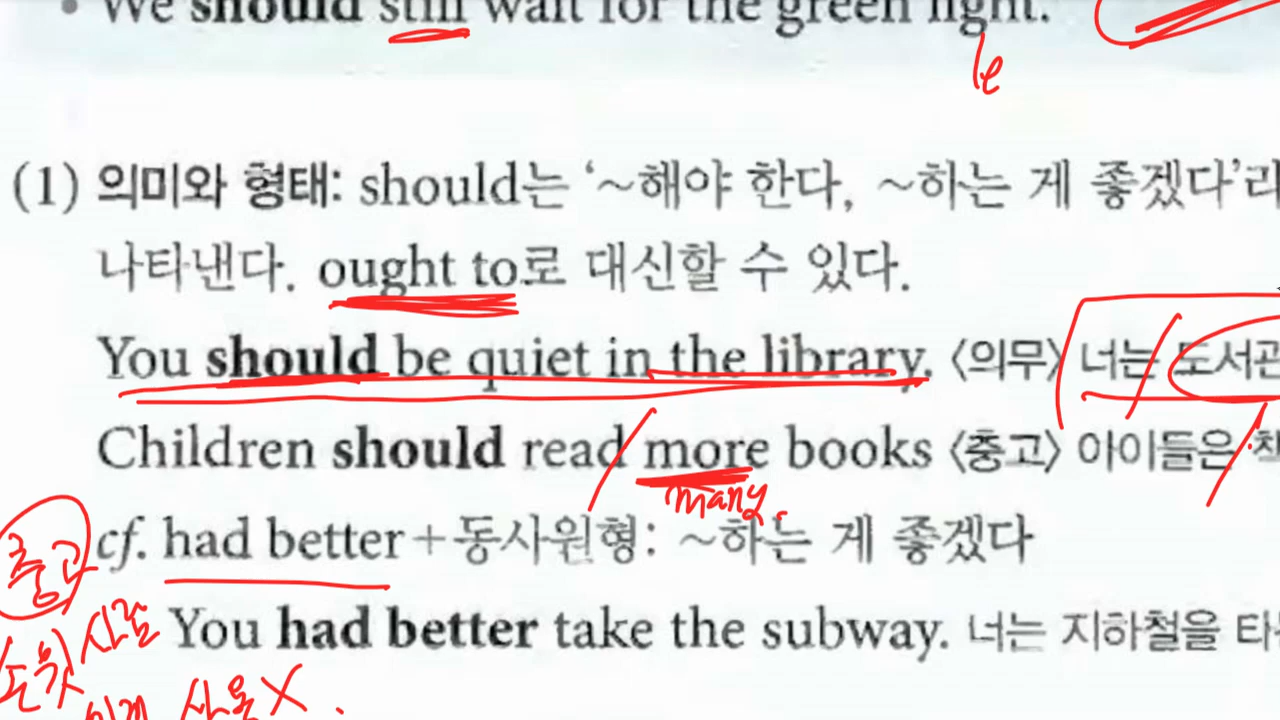 • We should still wait for the green light.
le
(1) 의미와 형태: should는 ‘~해야 한다, ~하는 게 좋겠다’라
나타낸다. ought to로 대신할 수 있다.
You should be quiet in the library. 〈의무〉 너는 도서관
Children should read more books 〈충고〉 아이들은 책
many
충고 cf. had better+동사원형: ~하는 게 좋겠다
You had better take the subway. 너는 지하철을 타
사람
사용 X.